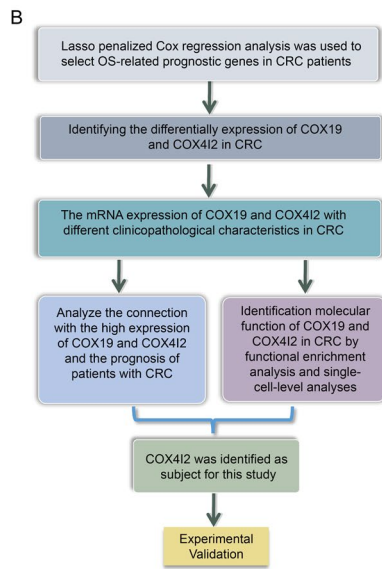 B
Lasso penalized Cox regression analysis was used to
select OS-related prognostic genes in CRC patients
Identifying the differentially expression of COX19
and COX4I2 in CRC
The mRNA expression of COX19 and COX4I2 with
different clinicopathological characteristics in CRC
Analyze the connection
with the high expression
of COX19 and COX4I2
and the prognosis of
patients with CRC
Identification molecular
function of COX19 and
COX4I2 in CRC by
functional enrichment
analysis and single-
cell-level analyses
COX4I2 was identified as
subject for this study
Experimental
Validation